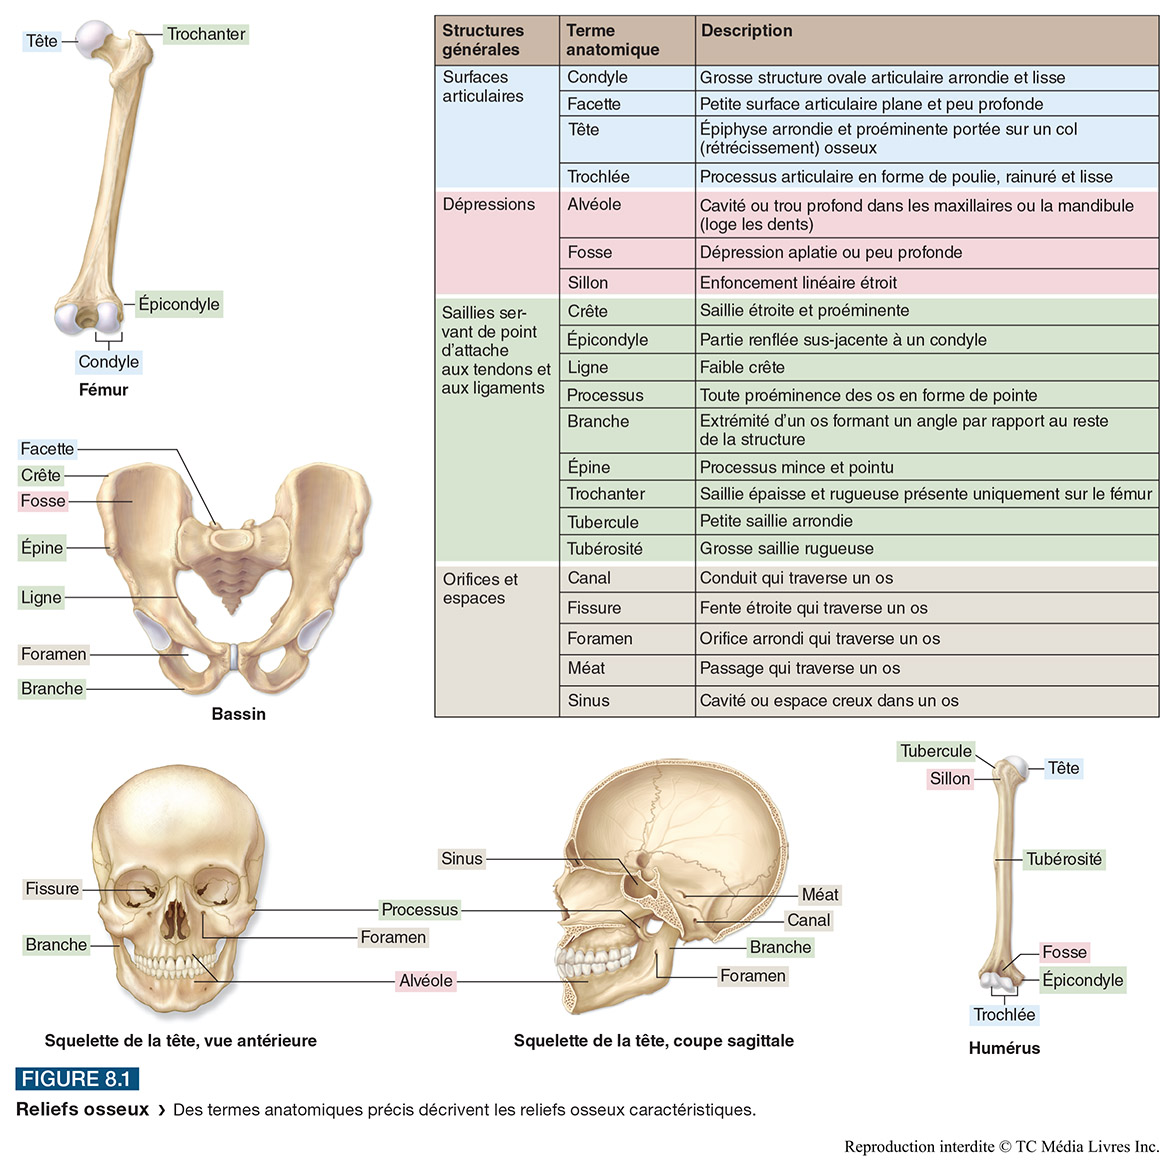 Tête
Trochanter
Épicondyle
Condyle
Fémur
Structures générales
Terme anatomique
Description
Surfaces articulaires
Condyle
Grosse structure ovale articulaire arrondie et lisse
Facette
Petite surface articulaire plane et peu profonde
Tête
Épiphyse arrondie et proéminente portée sur un col
(rétrécissement) osseux
Trochlée
Processus articulaire en forme de poulie, rainuré et lisse
Dépressions
Alvéole
Cavité ou trou profond dans les maxillaires ou la mandibule
(loge les dents)
Fosse
Dépression aplatie ou peu profonde
Sillon
Enfoncement linéaire étroit
Saillies ser-
vant de point
d'attache
aux tendons et
aux ligaments
Crête
Saillie étroite et proéminente
Épicondyle
Partie renflée sus-jacente à un condyle
Ligne
Faible crête
Processus
Toute proéminence des os en forme de pointe
Branche
Extrémité d'un os formant un angle par rapport au reste
de la structure
Épine
Processus mince et pointu
Trochanter
Saillie épaisse et rugueuse présente uniquement sur le fémur
Tubercule
Petite saillie arrondie
Tubérosité
Grosse saillie rugueuse
Orifices et
espaces
Canal
Conduit qui traverse un os
Fissure
Fente étroite qui traverse un os
Foramen
Orifice arrondi qui traverse un os
Méat
Passage qui traverse un os
Sinus
Cavité ou espace creux dans un os
Facette
Crête
Fosse
Épine
Ligne
Foramen
Branche
Bassin
Fissure
Branche
Processus
Foramen
Alvéole
Squelette de la tête, vue antérieure
Sinus
Méat
Canal
Branche
Foramen
Squelette de la tête, coupe sagittale
Tubercule
Sillon
Tête
Tubérosité
Fosse
Épicondyle
Trochlée
Humérus
FIGURE 8.1
Reliefs osseux › Des termes anatomiques précis décrivent les reliefs osseux caractéristiques.
Reproduction interdite © TC Média Livres Inc.